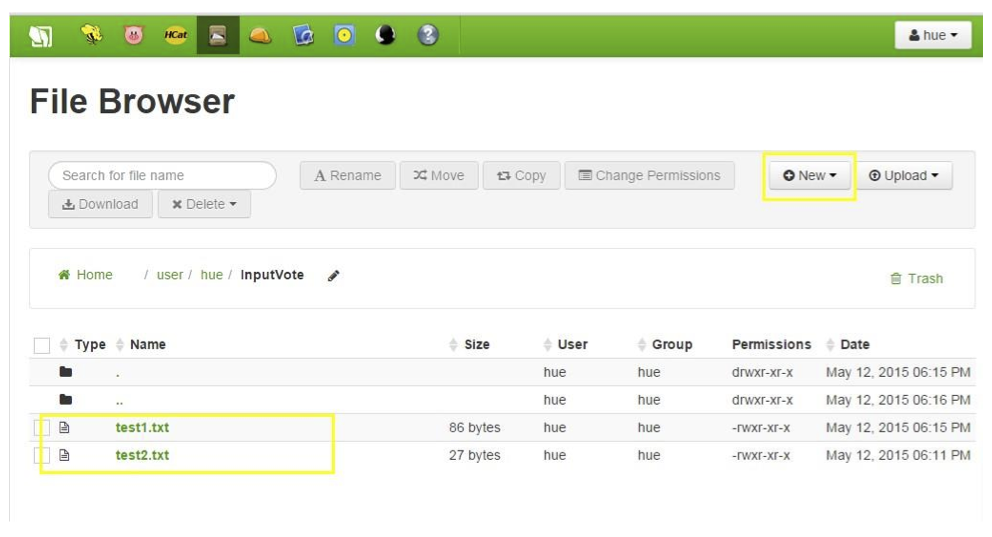 HCat
hue
File Browser
Search for file name
Rename Move Copy Change Permissions New Upload
Download Delete
Home / user / hue / InputVote
Trash
Type Name Size User Group Permissions Date
. hue hue drwxr-xr-x May 12, 2015 06:15 PM
.. hue hue drwxr-xr-x May 12, 2015 06:16 PM
test1.txt 86 bytes hue hue -rwxr-xr-x May 12, 2015 06:15 PM
test2.txt 27 bytes hue hue -rwxr-xr-x May 12, 2015 06:11 PM